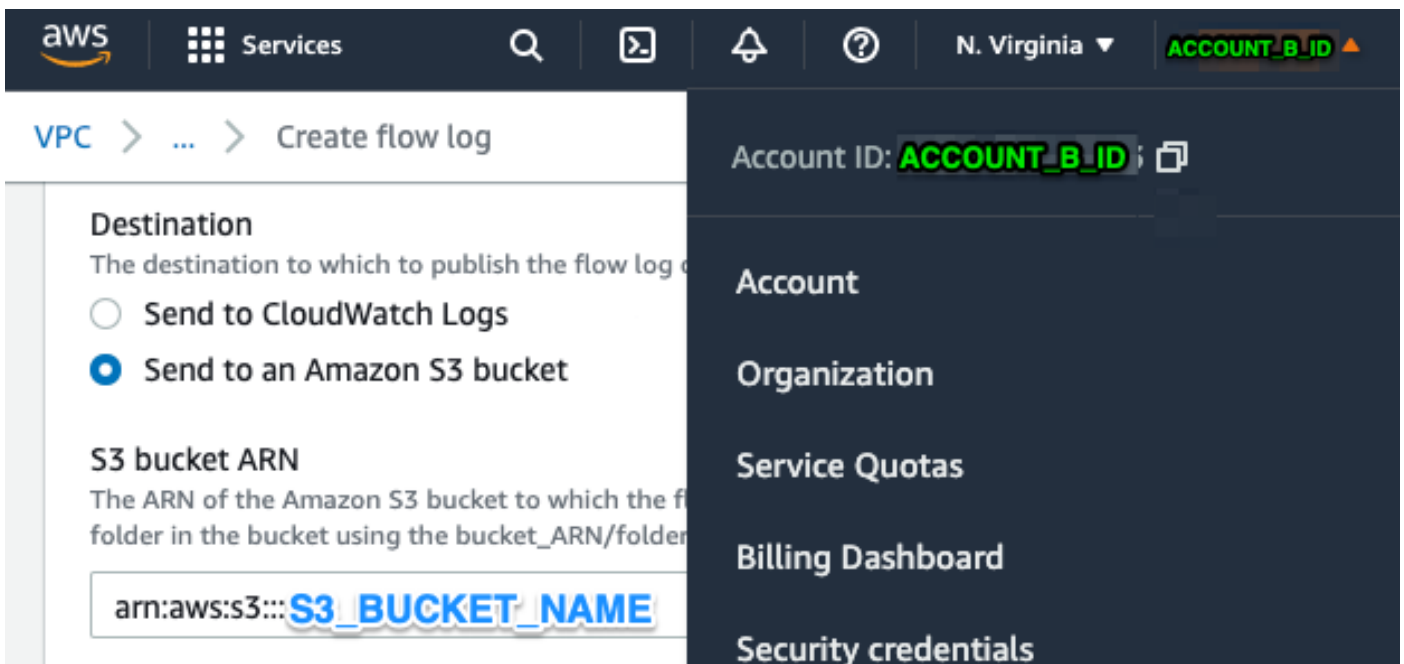 aws
Services
N. Virginia
ACCOUNT_B_ID
VPC > ... > Create flow log
Account ID: ACCOUNT_B_ID
Destination
The destination to which to publish the flow log
Send to CloudWatch Logs
Send to an Amazon S3 bucket
S3 bucket ARN
The ARN of the Amazon S3 bucket to which the
folder in the bucket using the bucket_ARN/folder
arn:aws:s3:::S3_BUCKET_NAME
Account
Organization
Service Quotas
Billing Dashboard
Security credentials